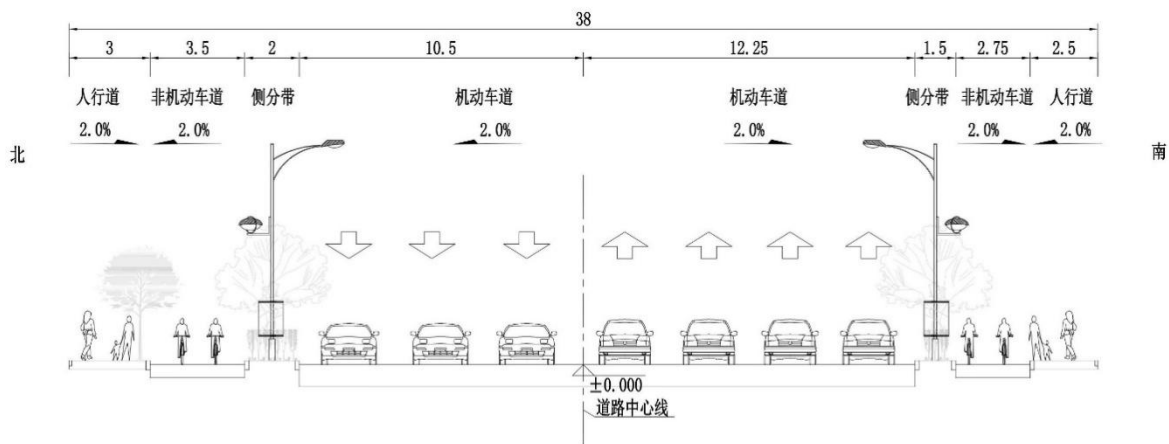 38
3 3.5 2 10.5 12.25 1.5 2.75 2.5
人行道 非机动车道 侧分带 机动车道 机动车道 侧分带 非机动车道 人行道
2.0% 2.0% 2.0% 2.0% 2.0% 2.0%
北 南
±0.000
道路中心线